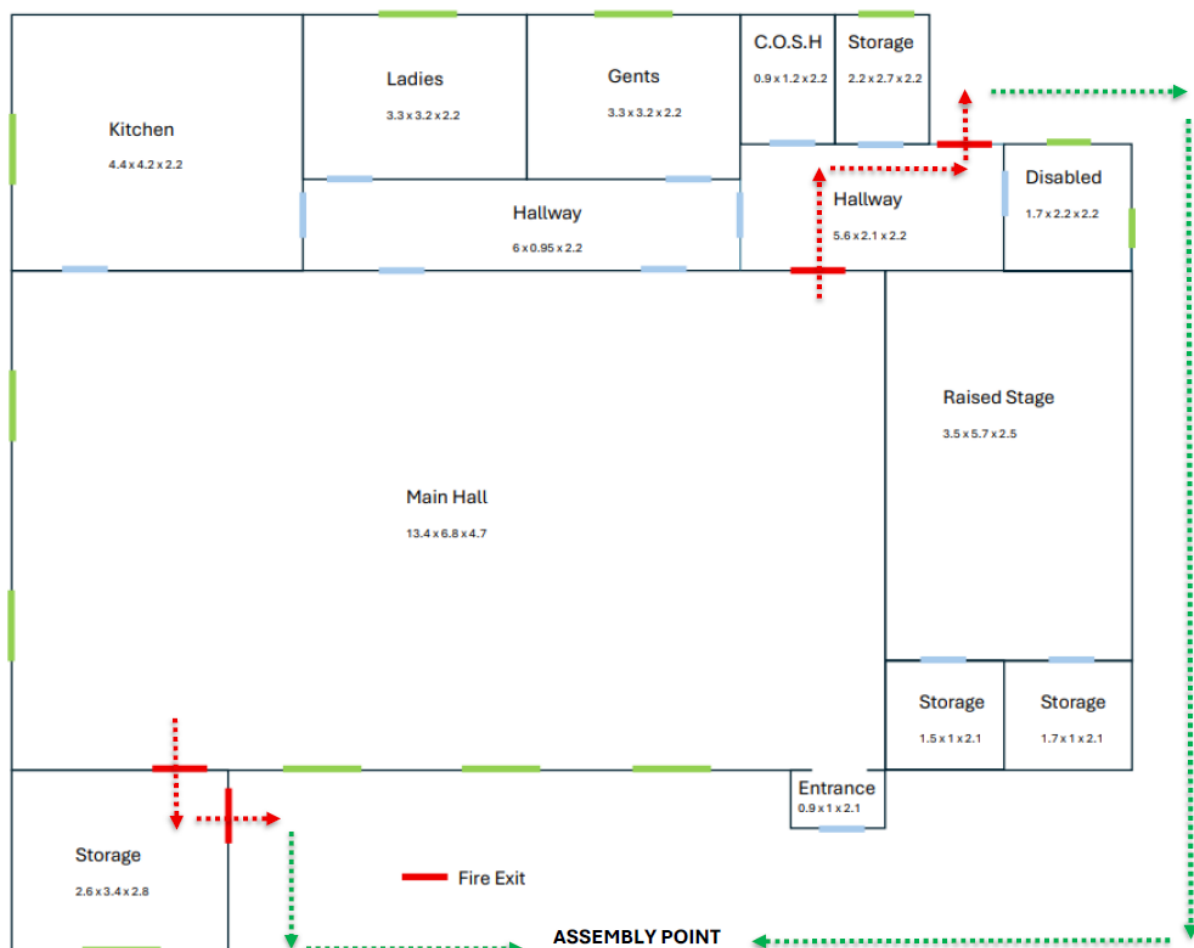 C.O.S.H
Storage
0.9 x 1.2 x 2.2
2.2 x 2.7 x 2.2
Ladies
3.3 x 3.2 x 2.2
Gents
3.3 x 3.2 x 2.2
Kitchen
4.4 x 4.2 x 2.2
Disabled
1.7 x 2.2 x 2.2
Hallway
6 x 0.95 x 2.2
Hallway
5.6 x 2.1 x 2.2
Raised Stage
3.5 x 5.7 x 2.5
Main Hall
13.4 x 6.8 x 4.7
Storage
1.5 x 1 x 2.1
Storage
1.7 x 1 x 2.1
Entrance
0.9 x 1 x 2.1
Storage
2.6 x 3.4 x 2.8
Fire Exit
ASSEMBLY POINT